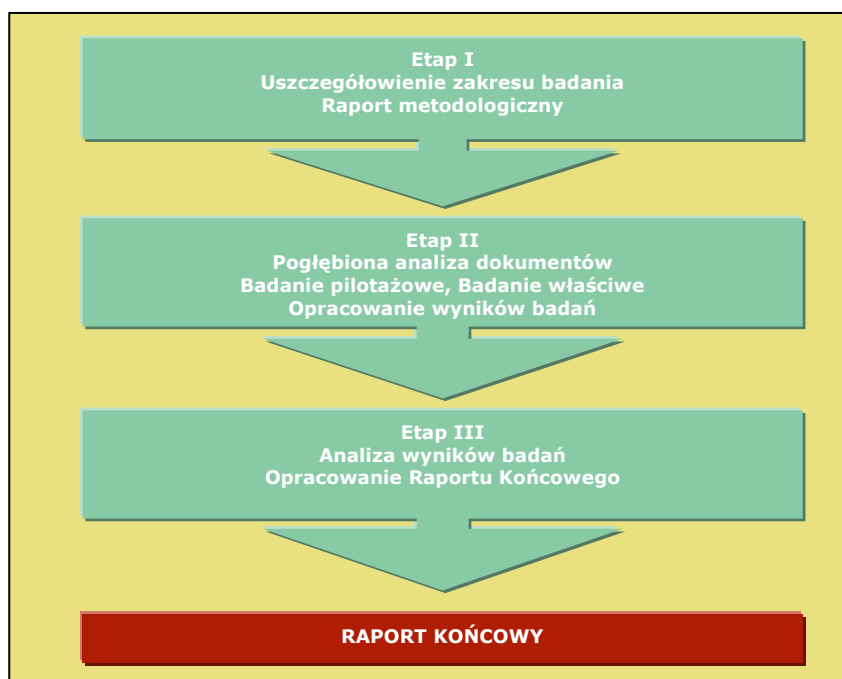 Etap I
Uszczegółowienie zakresu badania
Raport metodologiczny
Etap II
Pogłębiona analiza dokumentów
Badanie pilotażowe, Badanie właściwe
Opracowanie wyników badań
Etap III
Analiza wyników badań
Opracowanie Raportu Końcowego
RAPORT KOŃCOWY